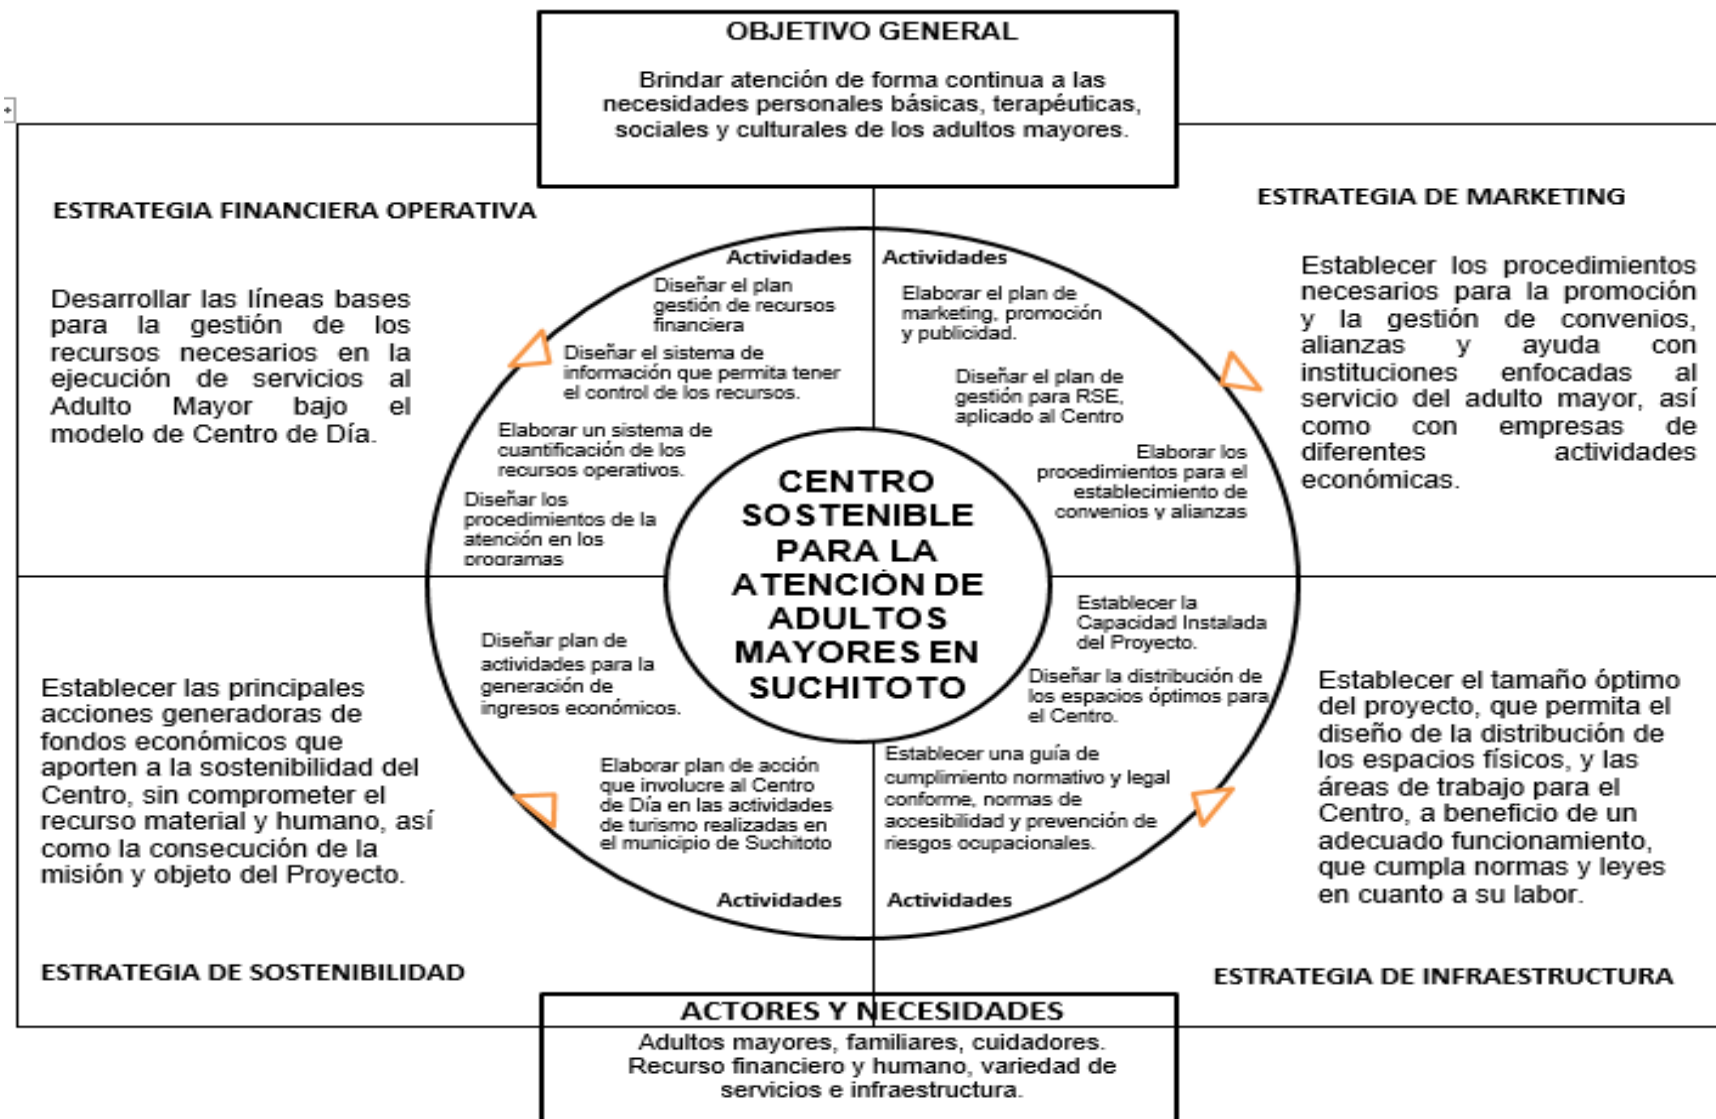 OBJETIVO GENERAL
Brindar atención de forma continua a las
necesidades personales básicas, terapéuticas,
sociales y culturales de los adultos mayores.
ESTRATEGIA FINANCIERA OPERATIVA
Desarrollar las líneas bases
para la gestión de los
recursos necesarios en la
ejecución de servicios al
Adulto Mayor bajo el
modelo de Centro de Día.
Actividades
Diseñar el plan
gestión de recursos
financiera
Diseñar el sistema de
información que permita tener
el control de los recursos.
Elaborar un sistema de
cuantificación de los
recursos operativos.
Diseñar los
procedimientos de la
atención en los
programas
ESTRATEGIA DE MARKETING
Establecer los procedimientos
necesarios para la promoción
y la gestión de convenios,
alianzas y ayuda con
instituciones enfocadas al
servicio del adulto mayor, así
como con empresas de
diferentes actividades
económicas.
Actividades
Elaborar el plan de
marketing, promoción
y publicidad.
Diseñar el plan de
gestión para RSE,
aplicado al Centro
Elaborar los
procedimientos para el
establecimiento de
convenios y alianzas
CENTRO
SOSTENIBLE
PARA LA
ATENCIÓN DE
ADULTOS
MAYORES EN
SUCHITOTO
Establecer las principales
acciones generadoras de
fondos económicos que
aporten a la sostenibilidad del
Centro, sin comprometer el
recurso material y humano, así
como la consecución de la
misión y objeto del Proyecto.
Diseñar plan de
actividades para la
generación de
ingresos económicos.
Elaborar plan de acción
que involucre al Centro
de Día en las actividades
de turismo realizadas en
el municipio de Suchitoto
Actividades
ESTRATEGIA DE SOSTENIBILIDAD
Establecer la
Capacidad Instalada
del Proyecto.
Diseñar la distribución de
los espacios óptimos para
el Centro.
Establecer una guía de
cumplimiento normativo y legal
conforme, normas de
accesibilidad y prevención de
riesgos ocupacionales.
Actividades
Establecer el tamaño óptimo
del proyecto, que permita el
diseño de la distribución de
los espacios físicos, y las
áreas de trabajo para el
Centro, a beneficio de un
adecuado funcionamiento,
que cumpla normas y leyes
en cuanto a su labor.
ESTRATEGIA DE INFRAESTRUCTURA
ACTORES Y NECESIDADES
Adultos mayores, familiares, cuidadores.
Recurso financiero y humano, variedad de
servicios e infraestructura.